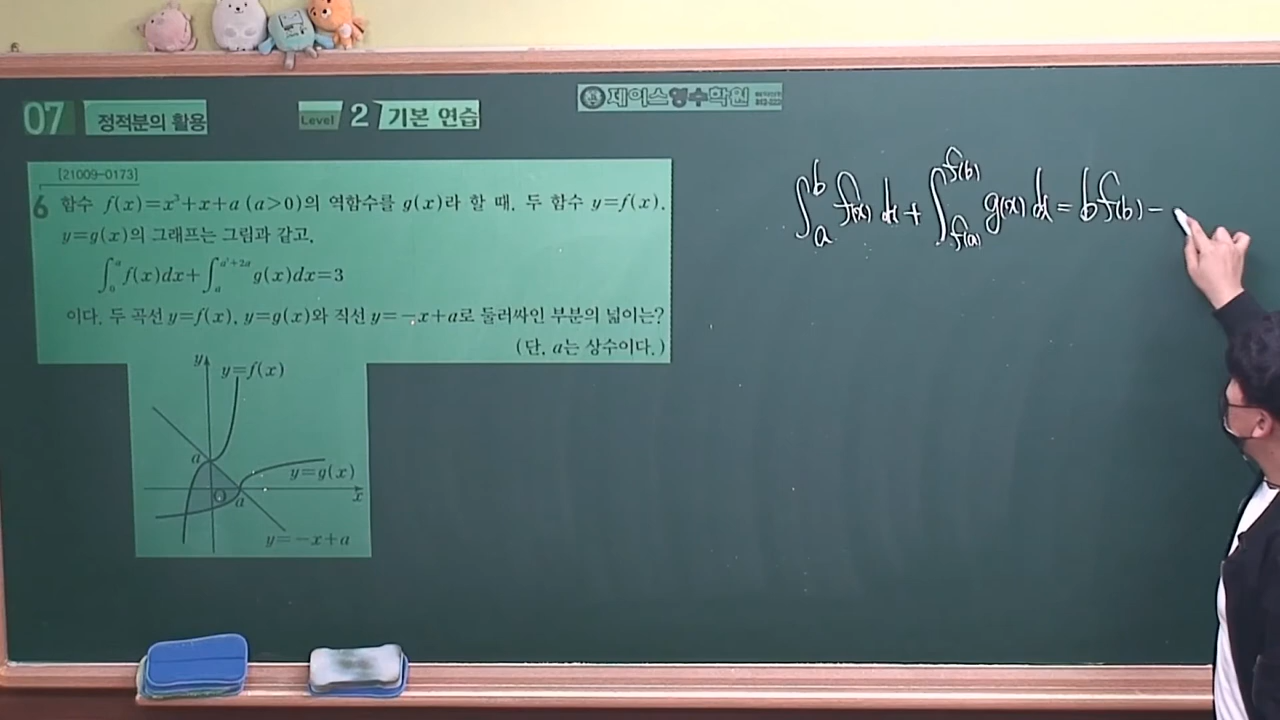 07 정적분의 활용 Level 2 기본 연습
제이스영수학원
[21009-0173]
6 함수 f(x)=x³+x+a (a>0)의 역함수를 g(x)라 할 때, 두 함수 y=f(x),
y=g(x)의 그래프는 그림과 같고,
∫₀ᵃ f(x)dx+∫ₐ^(a³+2a) g(x)dx=3
이다. 두 곡선 y=f(x), y=g(x)와 직선 y=-x+a로 둘러싸인 부분의 넓이는?
(단, a는 상수이다.)
y
y=f(x)
a
y=g(x)
O
a
x
y=-x+a
∫ₐᵇ f(x) dx + ∫_{f(a)}^{f(b)} g(x) dx = bf(b) -